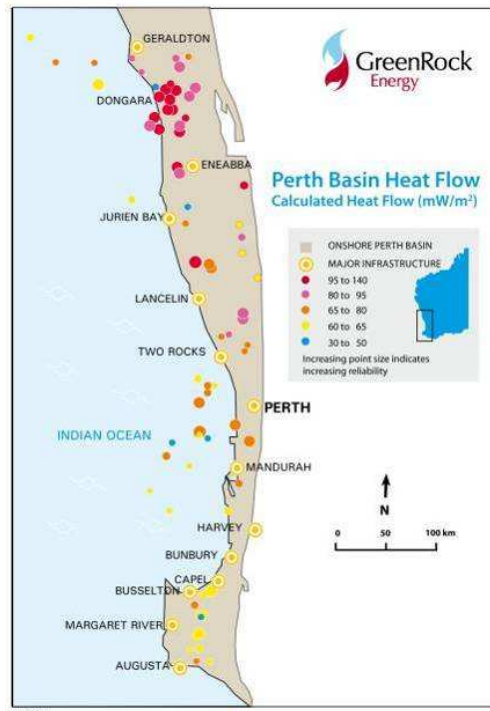 GERALDTON
GreenRock
Energy
DONGARA
ENEABBA
Perth Basin Heat Flow
Calculated Heat Flow (mW/m²)
JURIEN BAY
ONSHORE PERTH BASIN
MAJOR INFRASTRUCTURE
95 to 140
80 to 95
65 to 80
60 to 65
30 to 50
Increasing point size indicates
increasing reliability
LANCELIN
TWO ROCKS
PERTH
INDIAN OCEAN
MANDURAH
N
HARVEY
0 50 100 km
BUNBURY
CAPEL
BUSSELTON
MARGARET RIVER
AUGUSTA